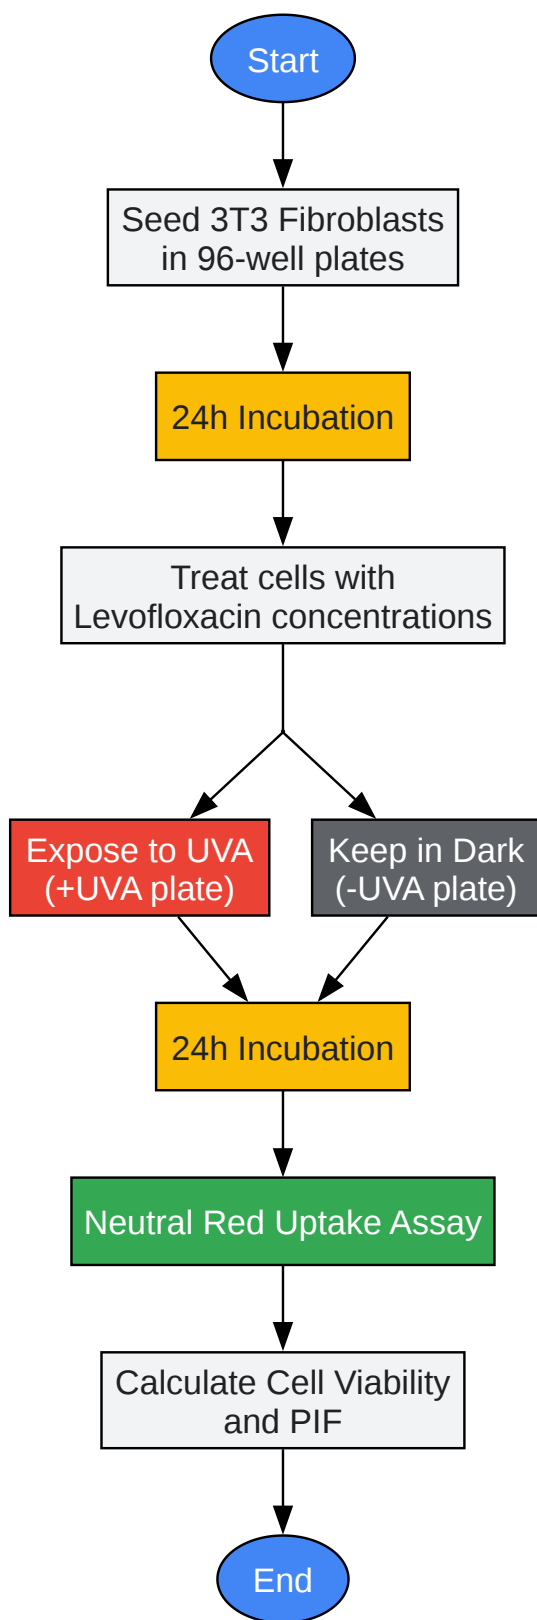 Start
Seed 3T3 Fibroblasts
in 96-well plates
24h Incubation
Treat cells with
Levofloxacin concentrations
Expose to UVA
(+UVA plate)
Keep in Dark
(-UVA plate)
24h Incubation
Neutral Red Uptake Assay
Calculate Cell Viability
and PIF
End